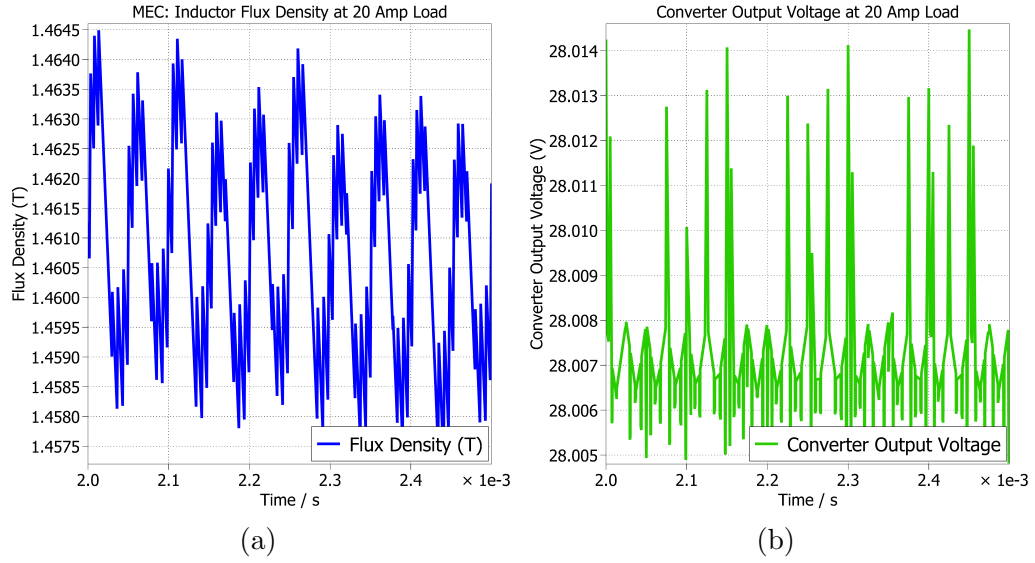 MEC: Inductor Flux Density at 20 Amp Load
Flux Density (T)
1.4645
1.4640
1.4635
1.4630
1.4625
1.4620
1.4615
1.4610
1.4605
1.4600
1.4595
1.4590
1.4585
1.4580
1.4575
Flux Density (T)
2.0
2.1
2.2
2.3
2.4
× 1e-3
Time / s
(a)
Converter Output Voltage at 20 Amp Load
Converter Output Voltage (V)
28.014
28.013
28.012
28.011
28.010
28.009
28.008
28.007
28.006
28.005
Converter Output Voltage
2.0
2.1
2.2
2.3
2.4
× 1e-3
Time / s
(b)